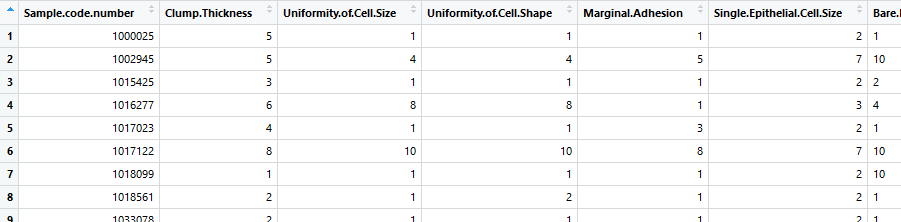 Sample.code.number Clump.Thickness Uniformity.of.Cell.Size Uniformity.of.Cell.Shape Marginal.Adhesion Single.Epithelial.Cell.Size
1 1000025 5 1 1 1 2 1
2 1002945 5 4 4 5 7 10
3 1015425 3 1 1 1 2 2
4 1016277 6 8 8 1 3 4
5 1017023 4 1 1 3 2 1
6 1017122 8 10 10 8 7 10
7 1018099 1 1 1 1 2 10
8 1018561 2 1 2 1 2 1
9 1033078 2 1 1 1 2 1